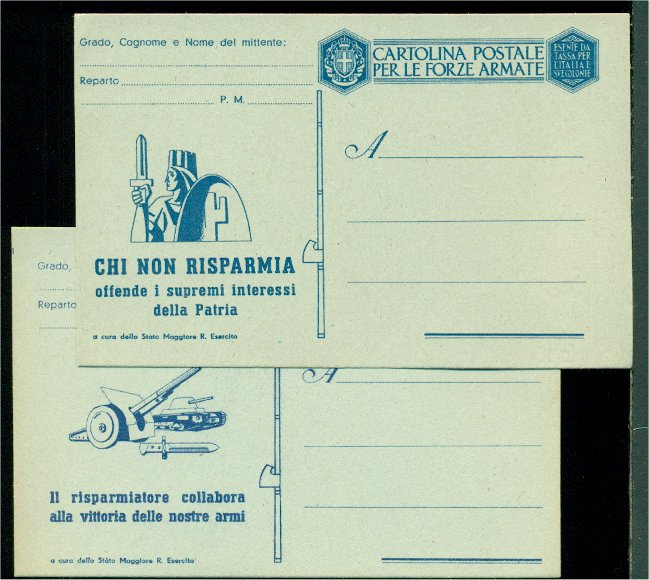 Grado, Cognome e Nome del mittente:
Reparto
P. M.
CARTOLINA POSTALE
PER LE FORZE ARMATE
ESENTE DA
TASSA PER
L'ITALIA E
SUE COLONIE
A
CHI NON RISPARMIA
offende i supremi interessi
della Patria
a cura dello Stato Maggiore R. Esercito
Grado,
Reparto
A
Il risparmiatore collabora
alla vittoria delle nostre armi
a cura dello Stato Maggiore R. Esercito